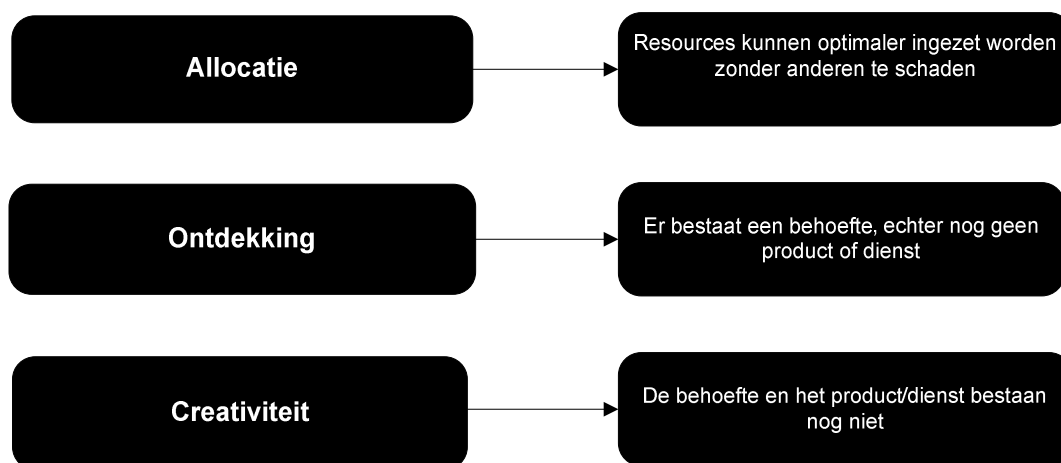 Allocatie
Resources kunnen optimaler ingezet worden
zonder anderen te schaden
Ontdekking
Er bestaat een behoefte, echter nog geen
product of dienst
Creativiteit
De behoefte en het product/dienst bestaan
nog niet